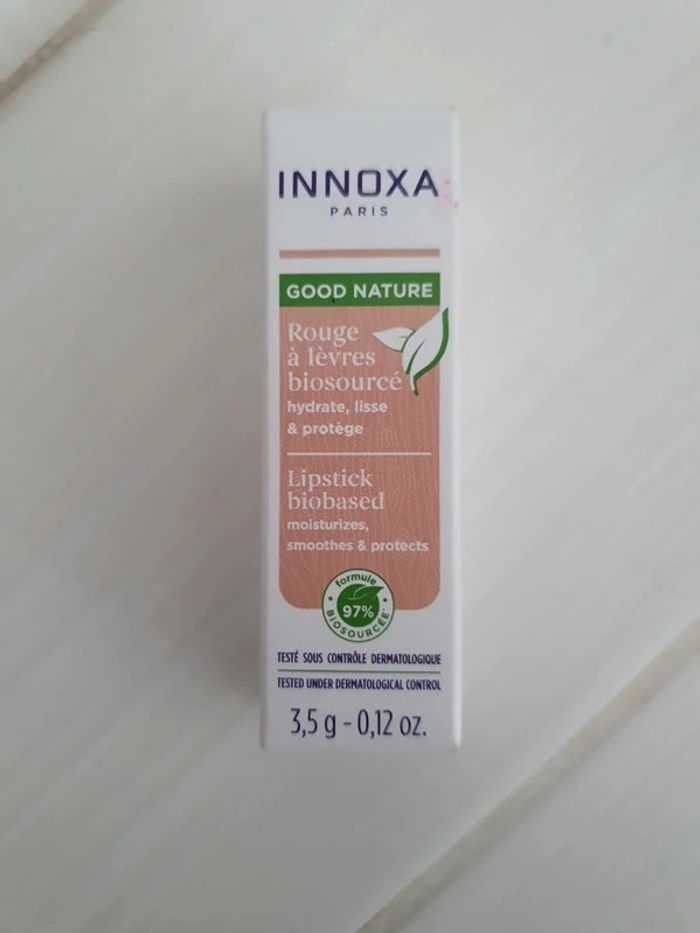 INNOXA
PARIS
GOOD NATURE
Rouge
à lèvres
biosourcé
hydrate, lisse
& protège
Lipstick
biobased
moisturizes,
smoothes & protects
formule
97%
BIOSOURCÉE*
TESTÉ SOUS CONTRÔLE DERMATOLOGIQUE
TESTED UNDER DERMATOLOGICAL CONTROL
3,5 g - 0,12 oz.